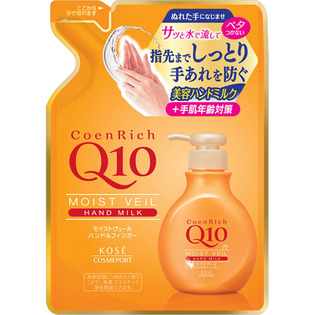 ここから
手で切れます
ぬれた手になじませ
サッと水で流して
ベタ
つかない
指先までしっとり
手あれを防ぐ
美容ハンドミルク
+手肌年齢対策
CoenRich
Q10
MOIST VEIL
HAND MILK
モイストヴェール
ハンド&フィンガー
KOSÉ
COSMEPORT
CoenRich
Q10
MOIST VEIL
HAND MILK
KOSÉ
COSMEPORT